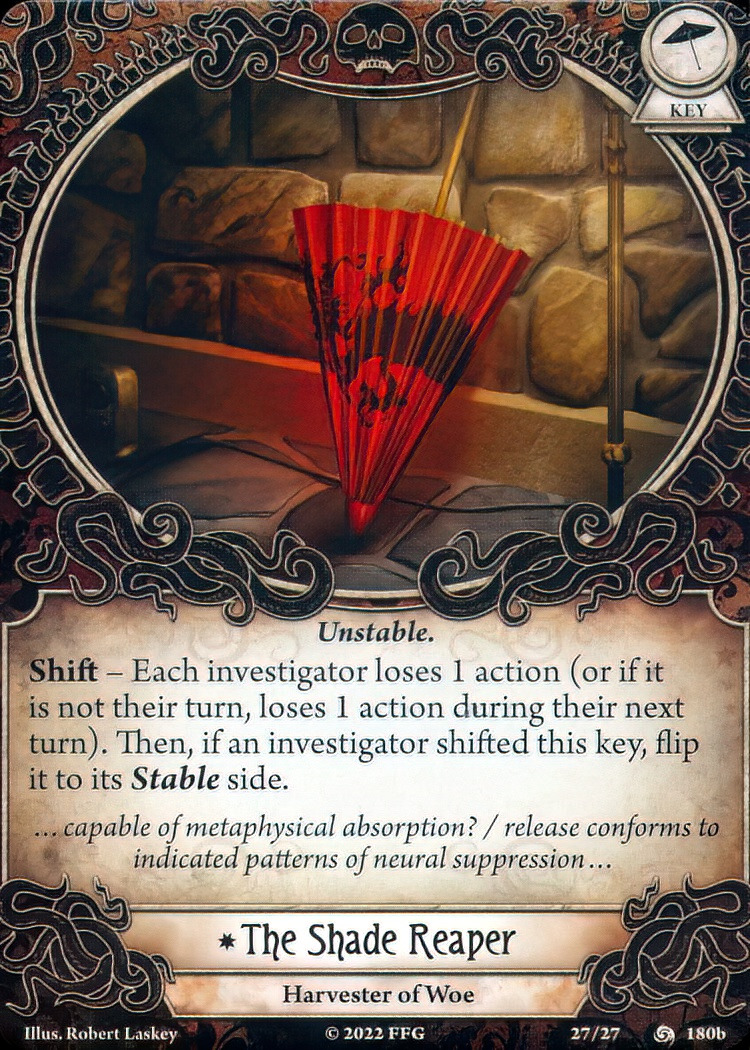 KEY
Unstable.
Shift – Each investigator loses 1 action (or if it
is not their turn, loses 1 action during their next
turn). Then, if an investigator shifted this key, flip
it to its Stable side.
…capable of metaphysical absorption? / release conforms to
indicated patterns of neural suppression…
The Shade Reaper
Harvester of Woe
Illus. Robert Laskey © 2022 FFG 27/27 180b